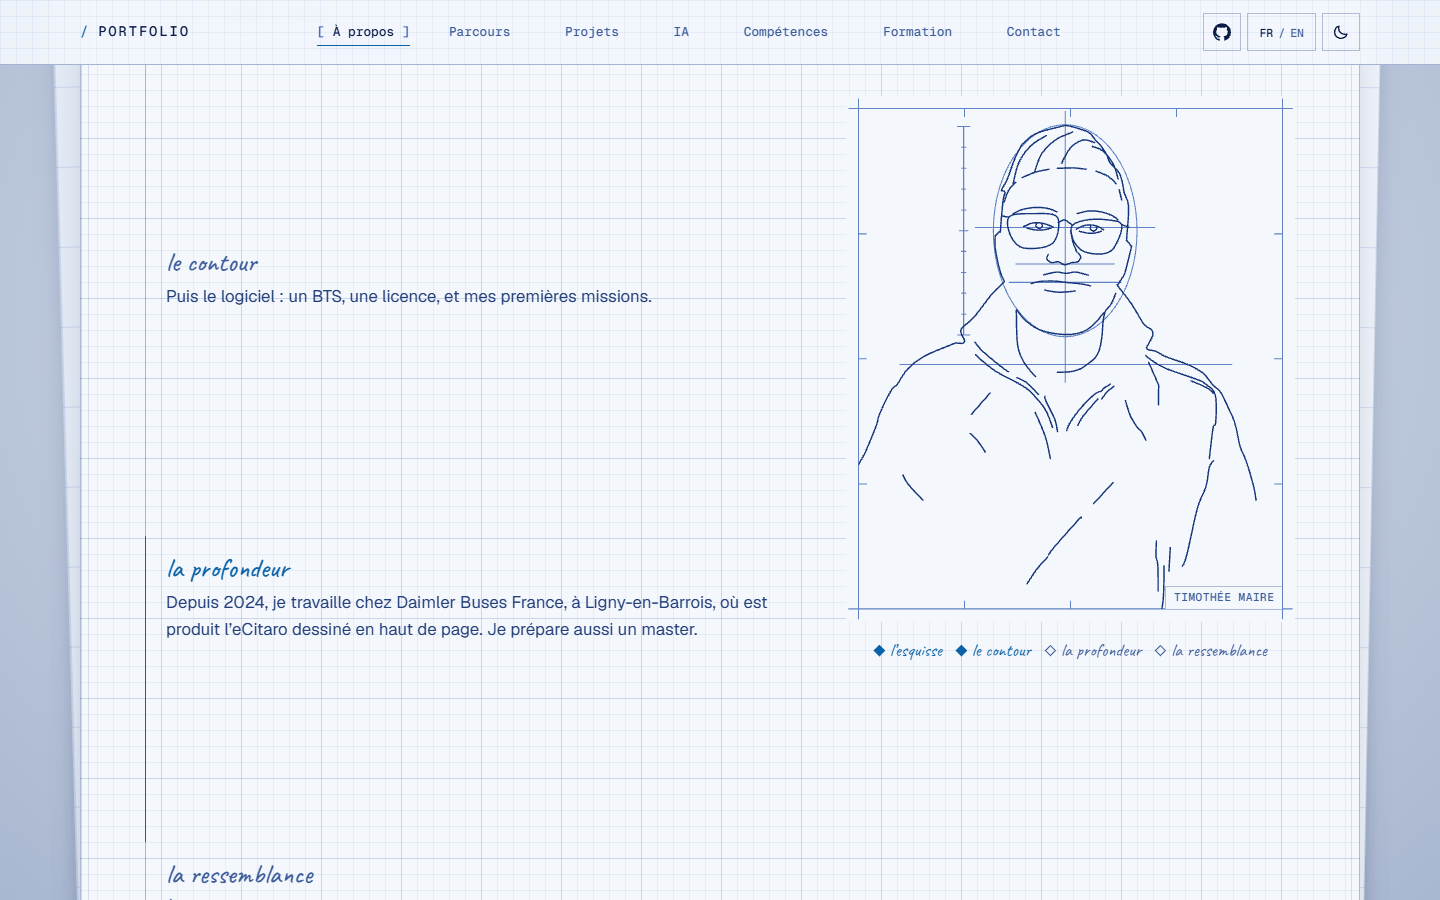 / PORTFOLIO
[ À propos ]
Parcours
Projets
IA
Compétences
Formation
Contact
FR / EN
le contour
Puis le logiciel : un BTS, une licence, et mes premières missions.
la profondeur
Depuis 2024, je travaille chez Daimler Buses France, à Ligny-en-Barrois, où est
produit l’eCitaro dessiné en haut de page. Je prépare aussi un master.
la ressemblance
TIMOTHÉE MAIRE
l’esquisse le contour la profondeur la ressemblance